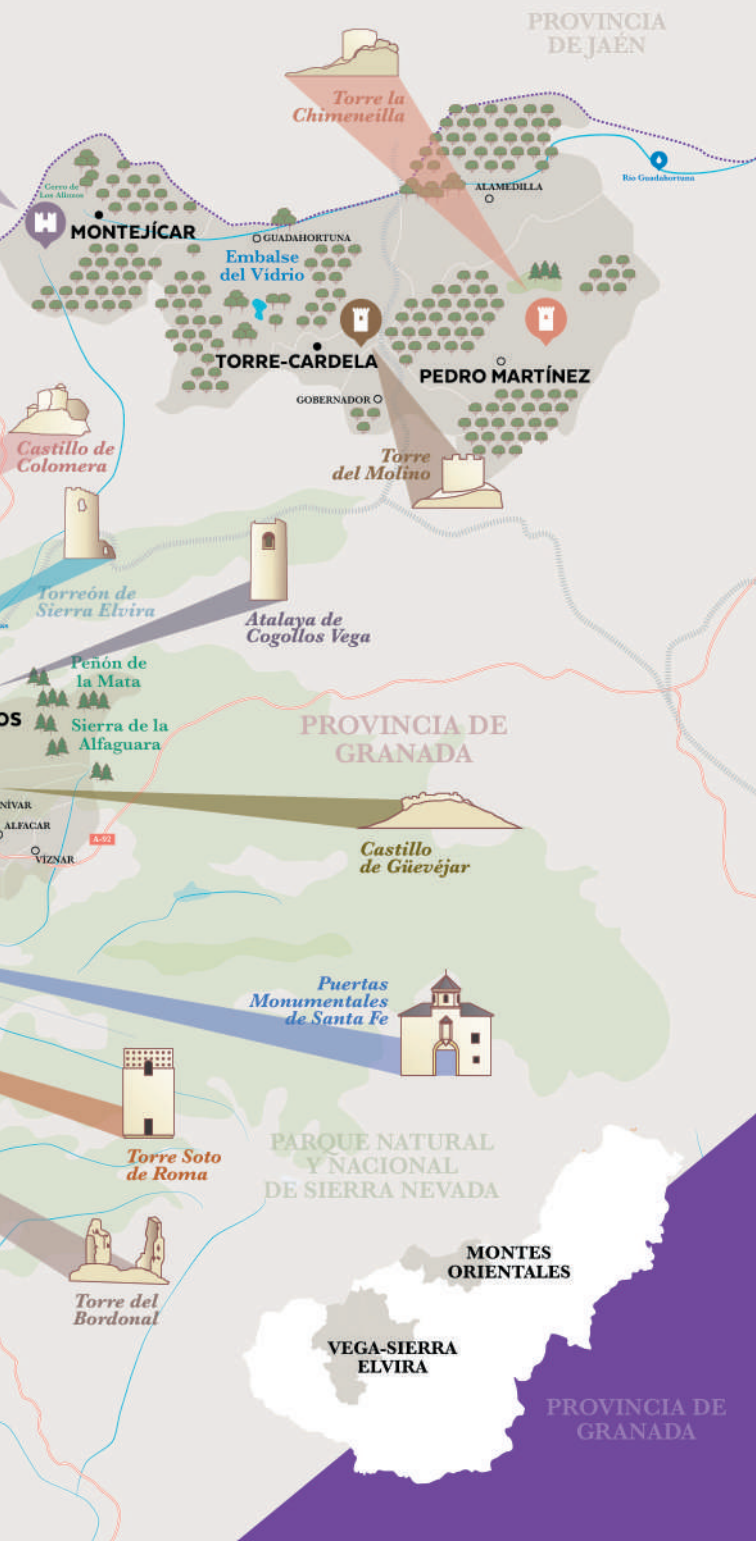 PROVINCIA
DE JAÉN
Torre la
Chimeneilla
Río Guadahortuna
ALAMEDILLA
Cerro de
Los Allozos
MONTEJÍCAR
GUADAHORTUNA
Embalse
del Vídrio
TORRE-CARDELA
PEDRO MARTÍNEZ
GOBERNADOR
Castillo de
Colomera
Torre
del Molino
Torreón de
Sierra Elvira
Atalaya de
Cogollos Vega
Peñón de
la Mata
OS
Sierra de la
Alfaguara
PROVINCIA DE
GRANADA
NÍVAR
ALFACAR
A-92
VÍZNAR
Castillo
de Güevéjar
Puertas
Monumentales
de Santa Fe
Torre Soto
de Roma
PARQUE NATURAL
Y NACIONAL
DE SIERRA NEVADA
Torre del
Bordonal
MONTES
ORIENTALES
VEGA-SIERRA
ELVIRA
PROVINCIA DE
GRANADA